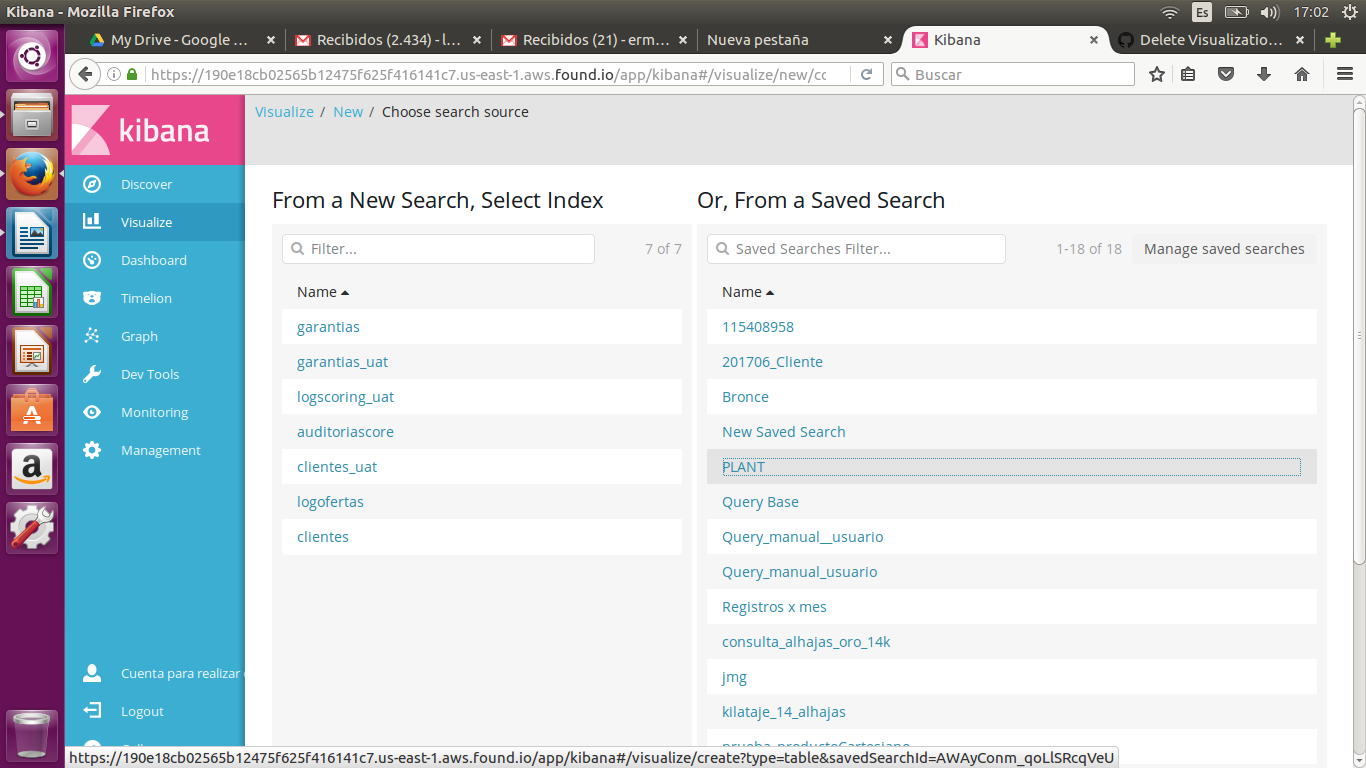 Kibana - Mozilla Firefox
Es
17:02
My Drive - Google ...
Recibidos (2.434) - l...
Recibidos (21) - erm...
Nueva pestaña
Kibana
Delete Visualizatio...
https://190e18cb02565b12475f625f416141c7.us-east-1.aws.found.io/app/kibana#/visualize/new/cc
Buscar
kibana
Visualize / New / Choose search source
Discover
Visualize
Dashboard
Timelion
Graph
Dev Tools
Monitoring
Management
Cuenta para realizar
Logout
From a New Search, Select Index
Filter...
7 of 7
Name
garantias
garantias_uat
logscoring_uat
auditoriascore
clientes_uat
logofertas
clientes
Or, From a Saved Search
Saved Searches Filter...
1-18 of 18
Manage saved searches
Name
115408958
201706_Cliente
Bronce
New Saved Search
PLANT
Query Base
Query_manual__usuario
Query_manual_usuario
Registros x mes
consulta_alhajas_oro_14k
jmg
kilataje_14_alhajas
prueba_productoCartesiano
https://190e18cb02565b12475f625f416141c7.us-east-1.aws.found.io/app/kibana#/visualize/create?type=table&savedSearchId=AWAyConm_qoLlSRcqVeU